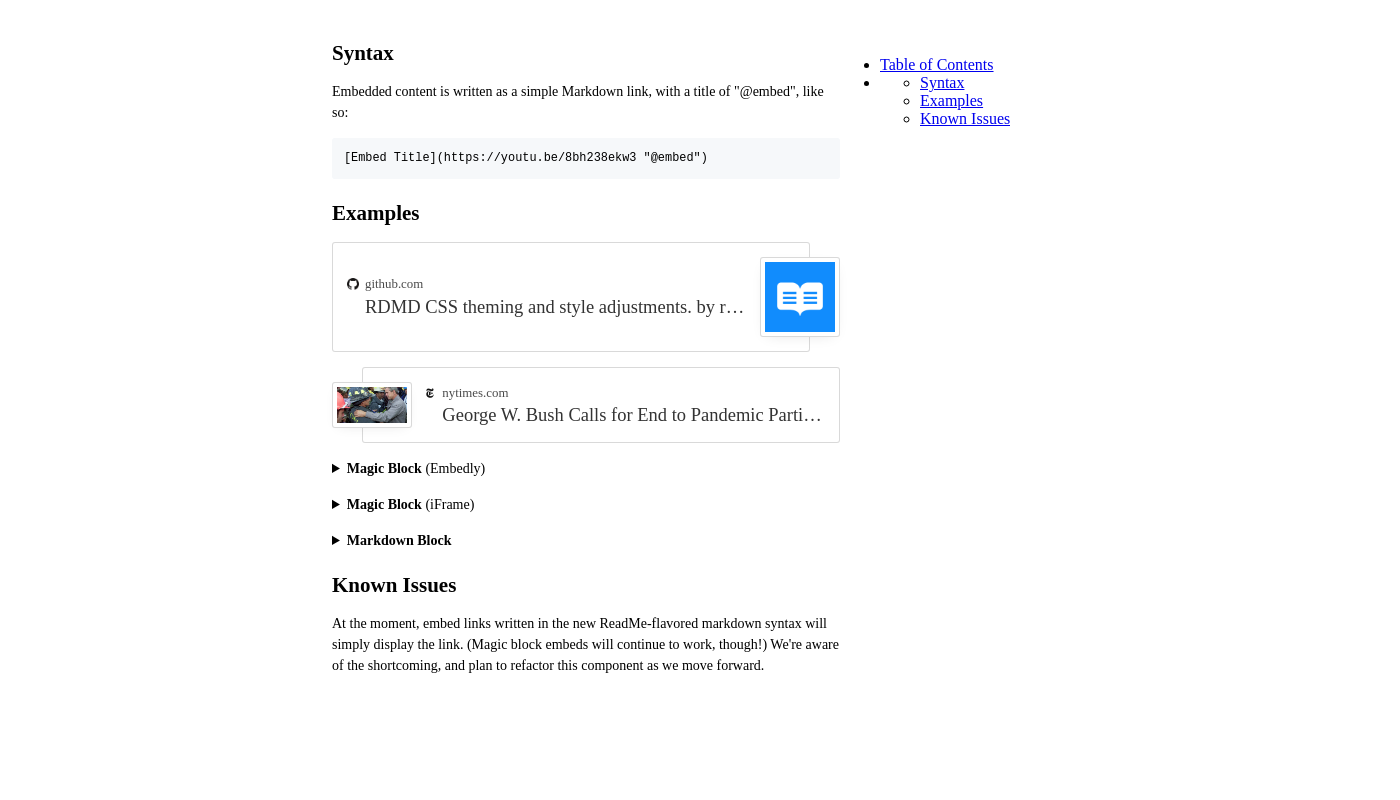 Syntax
Embedded content is written as a simple Markdown link, with a title of "@embed", like
so:
[Embed Title](https://youtu.be/8bh238ekw3 "@embed")
Examples
github.com
RDMD CSS theming and style adjustments. by r…
nytimes.com
George W. Bush Calls for End to Pandemic Parti…
Magic Block (Embedly)
Magic Block (iFrame)
Markdown Block
Known Issues
At the moment, embed links written in the new ReadMe-flavored markdown syntax will
simply display the link. (Magic block embeds will continue to work, though!) We're aware
of the shortcoming, and plan to refactor this component as we move forward.
Table of Contents
Syntax
Examples
Known Issues